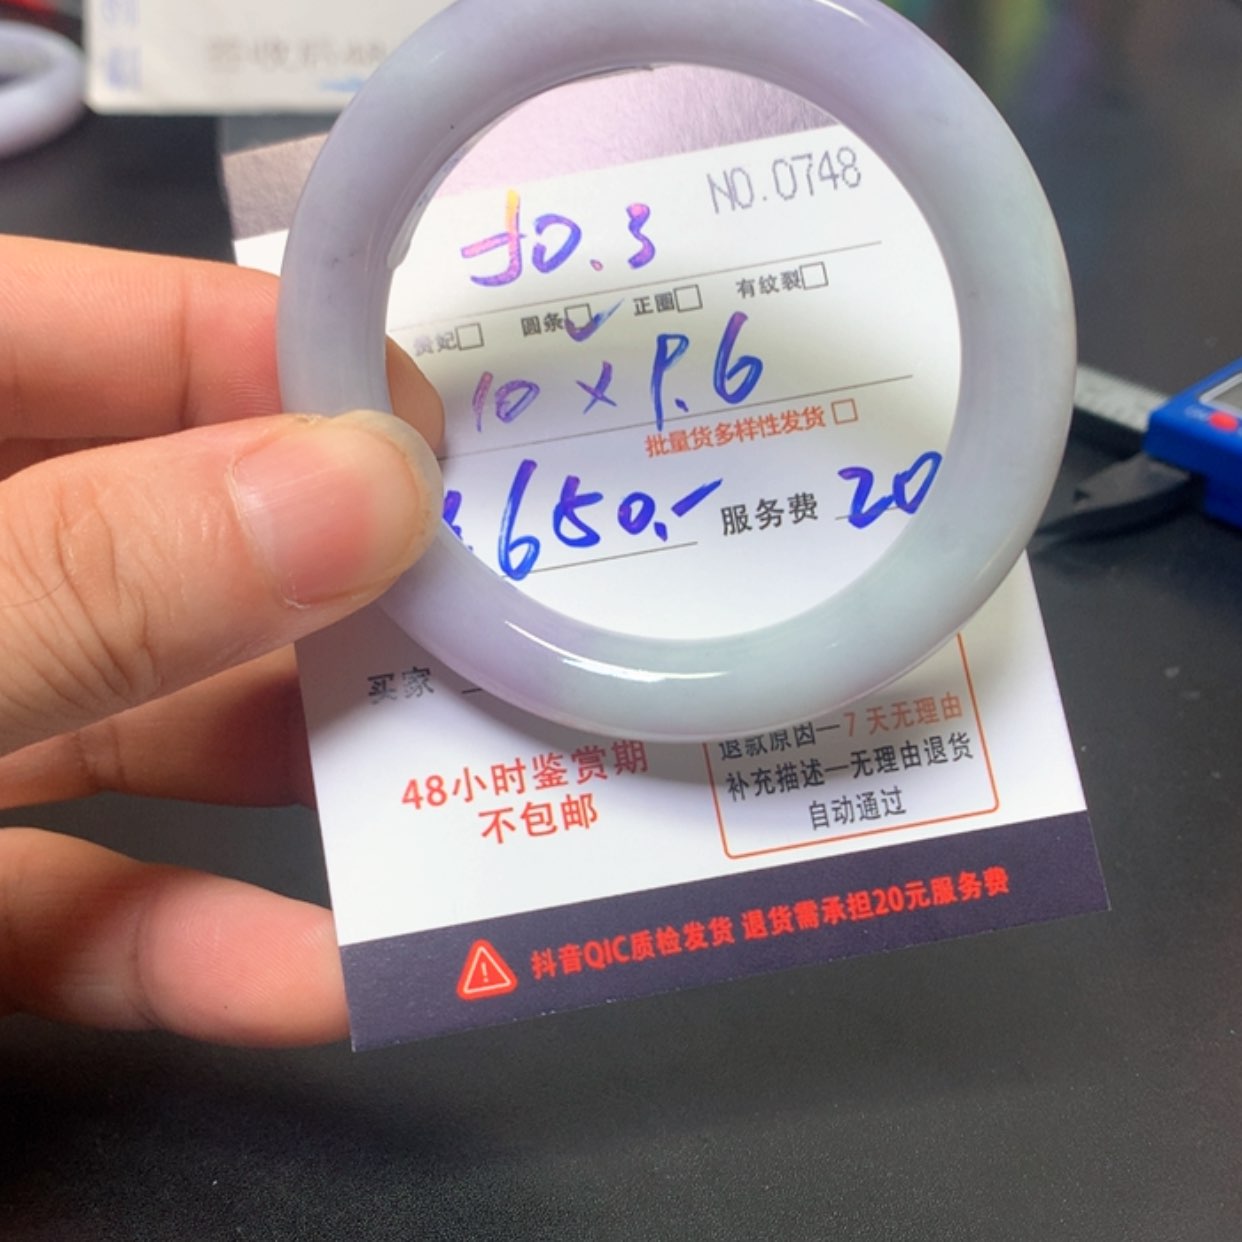 NO.0748
50.3
贵妃□ 圆条☑ 正圈□ 有纹裂□
10 x 9.6
批量货多样性发货 □
650.- 服务费 20
买家
48小时鉴赏期
不包邮
退款原因—7天无理由
补充描述—无理由退货
自动通过
抖音QIC质检发货 退货需承担20元服务费